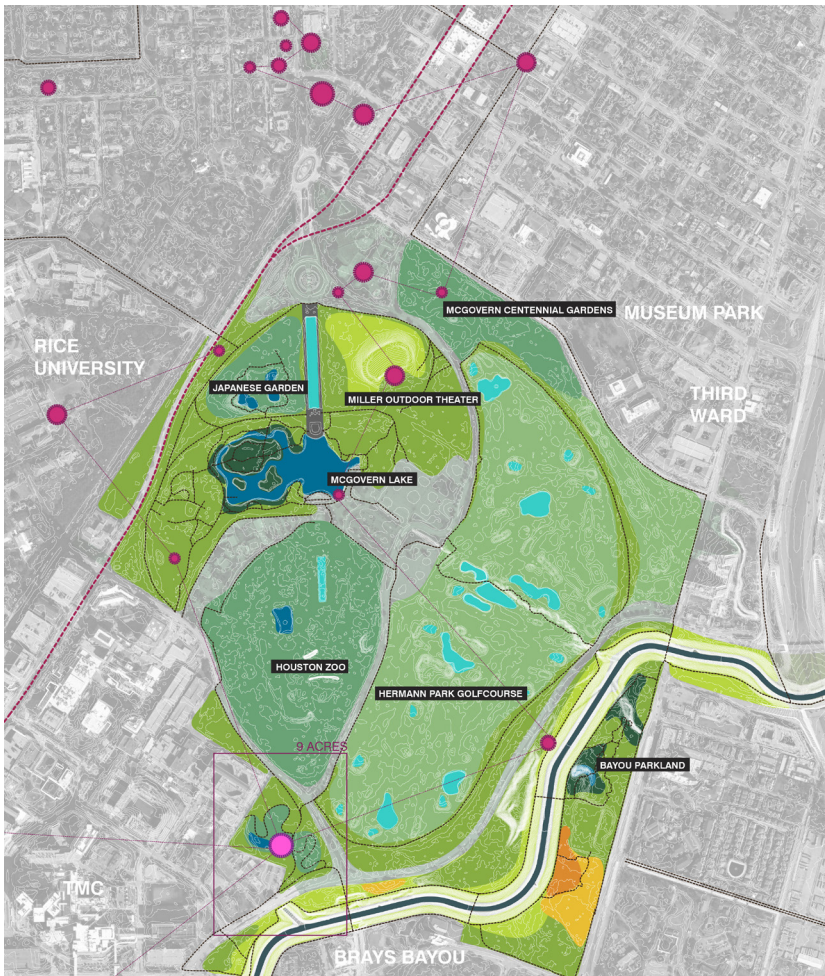 MCGOVERN CENTENNIAL GARDENS
MUSEUM PARK
RICE
UNIVERSITY
JAPANESE GARDEN
MILLER OUTDOOR THEATER
THIRD
WARD
MCGOVERN LAKE
HOUSTON ZOO
HERMANN PARK GOLFCOURSE
9 ACRES
BAYOU PARKLAND
TMC
BRAYS BAYOU